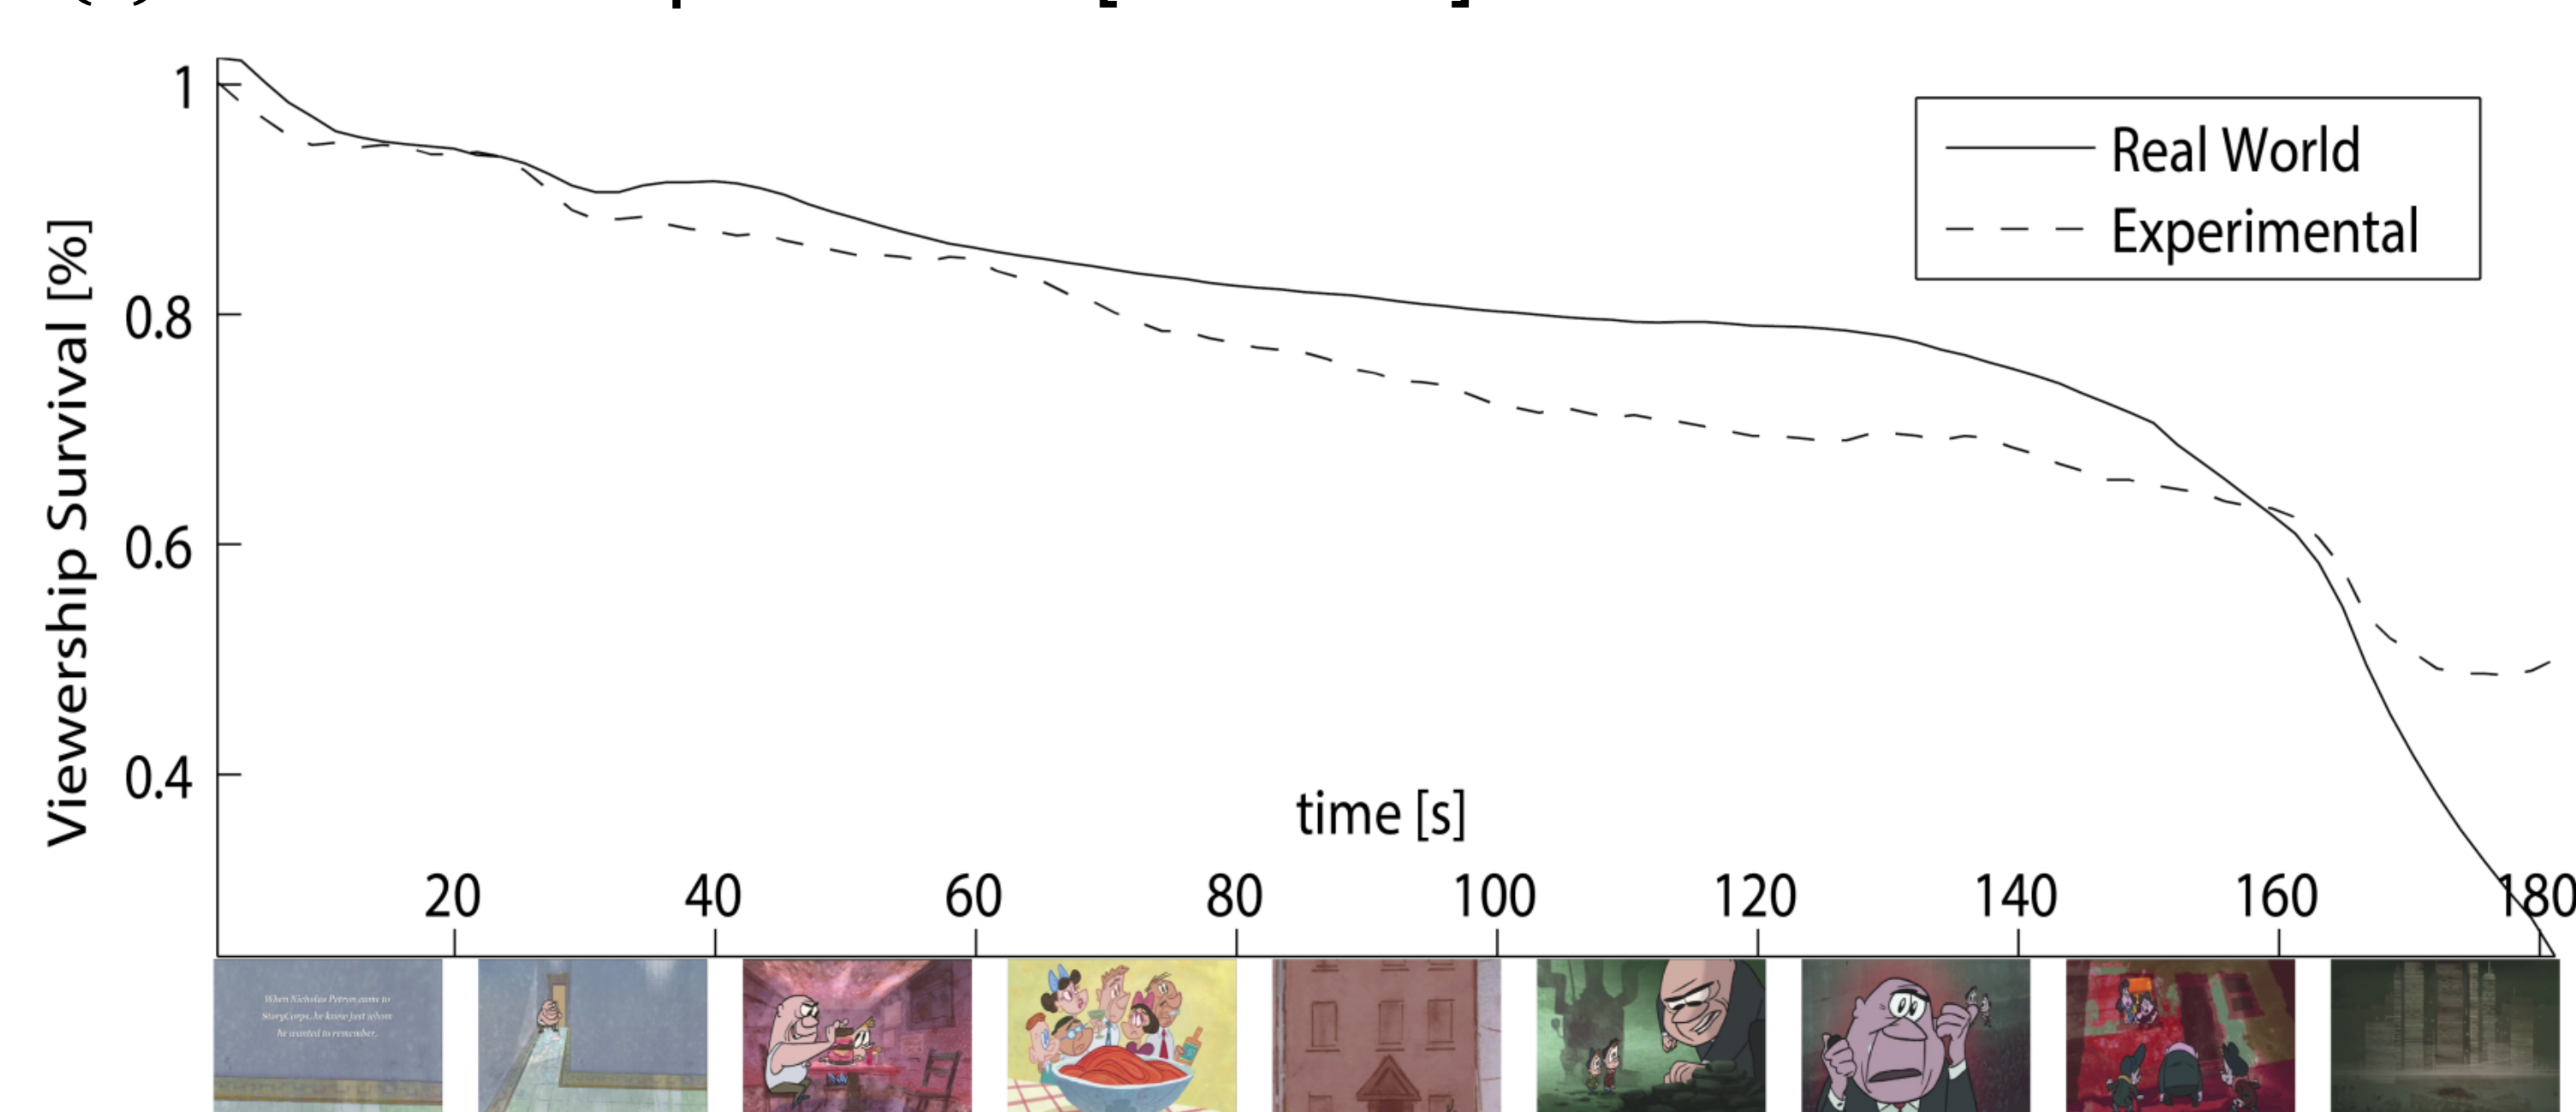 1
Real World
Experimental
0.8
0.6
0.4
Viewership Survival [%]
time [s]
20 40 60 80 100 120 140 160 180
When Nicholas Petron came to
StoryCorps, he knew just whom
he wanted to remember.